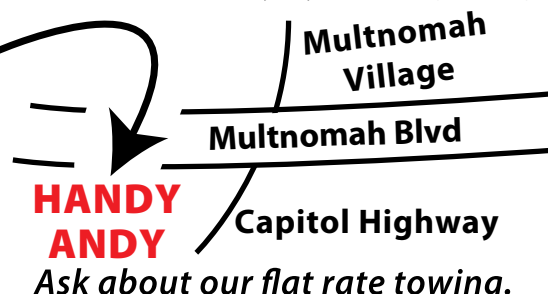 Multnomah
Village
Multnomah Blvd
HANDY
ANDY
Capitol Highway
Ask about our flat rate towing.